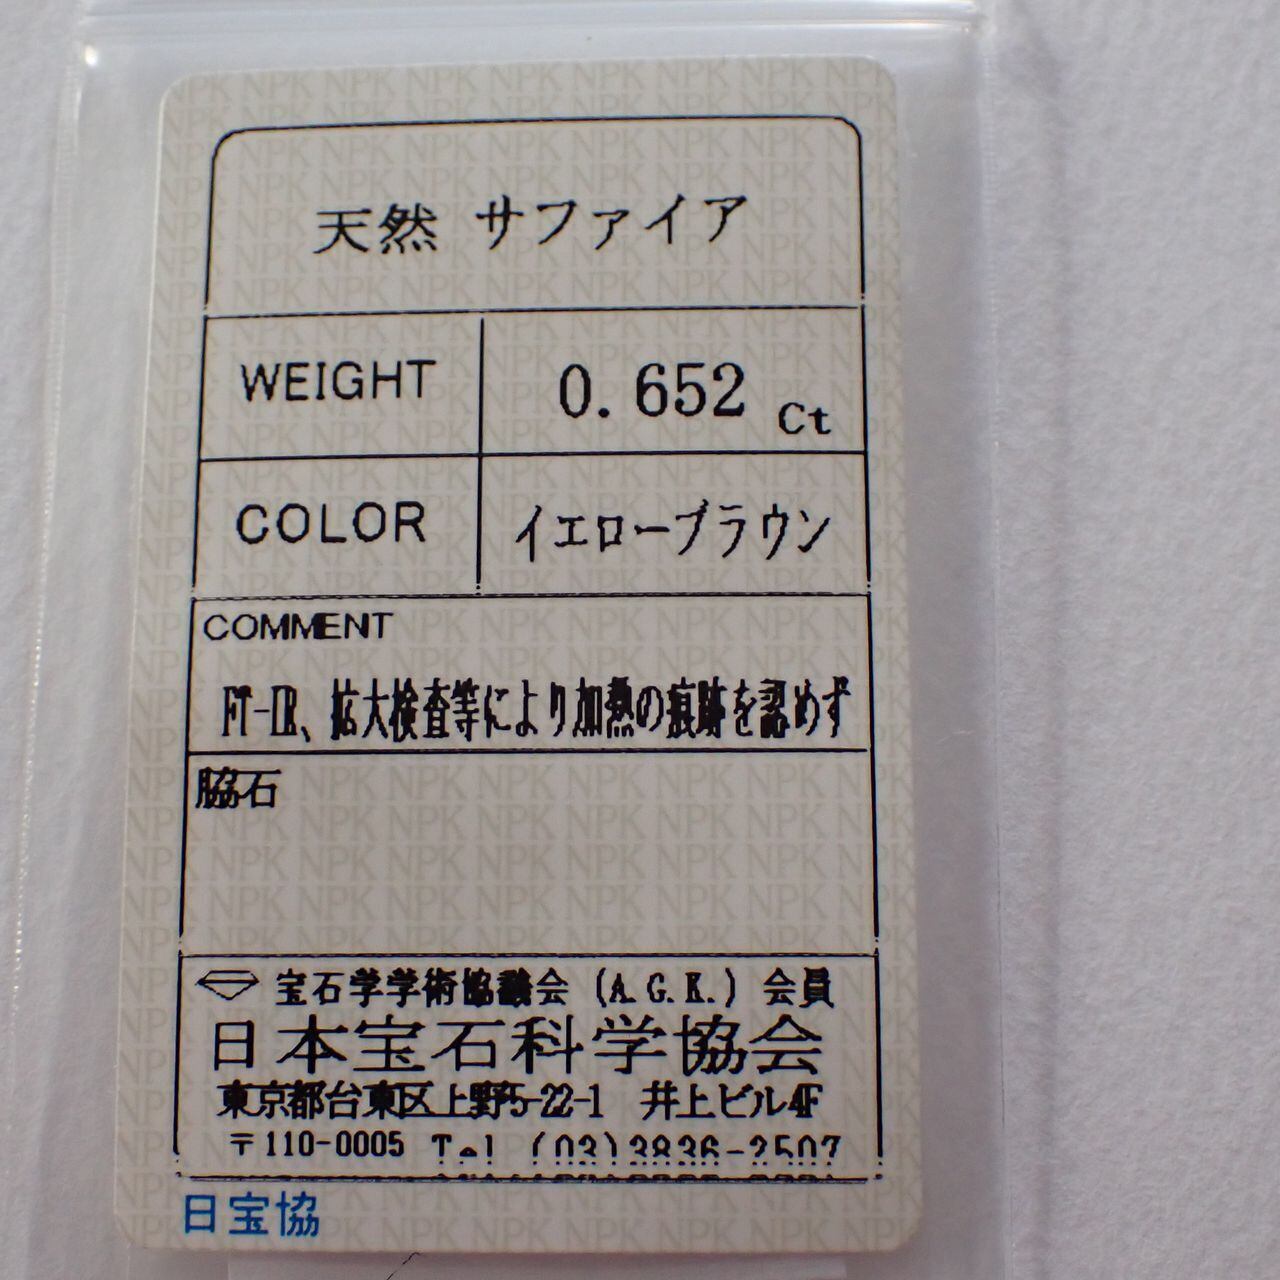 天然 サファイア
WEIGHT 0.652 Ct
COLOR イエローブラウン
COMMENT
FT-IR、拡大検査等により加熱の痕跡を認めず
脇石
宝石学学術協議会 (A.G.K.) 会員
日本宝石科学協会
東京都台東区上野5-22-1 井上ビル4F
〒110-0005 Tel (03)3836-2507
日宝協